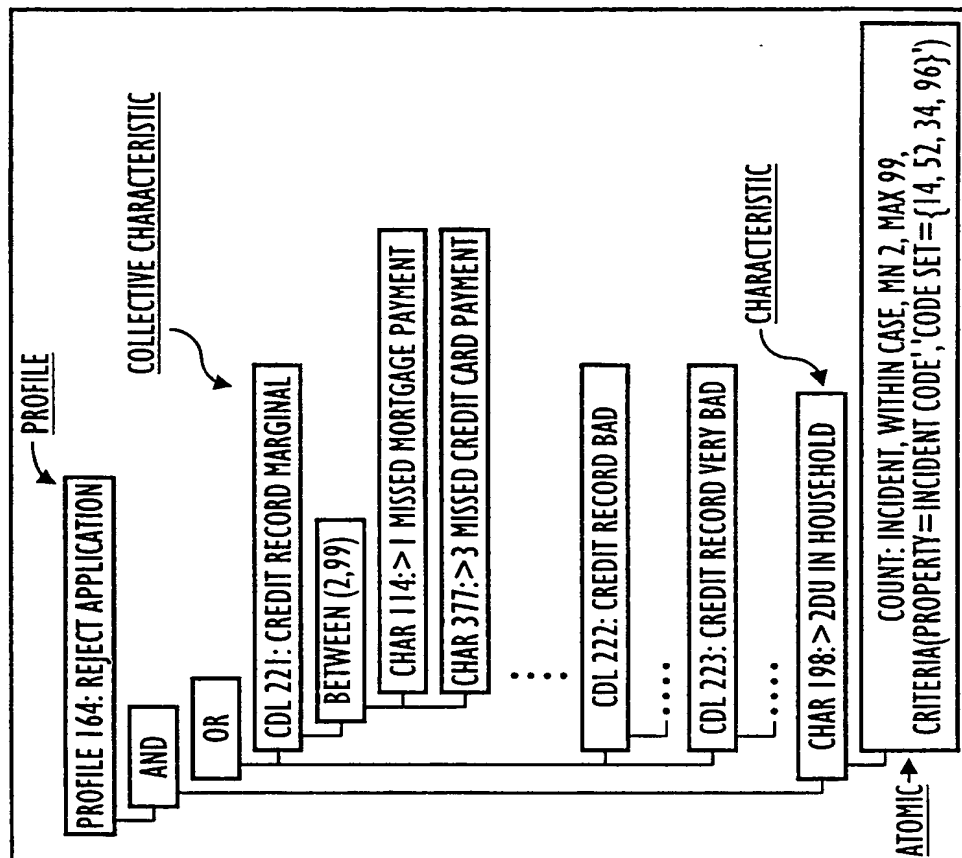 PROFILE
PROFILE 164: REJECT APPLICATION
AND
OR
COLLECTIVE CHARACTERISTIC
CDL 221: CREDIT RECORD MARGINAL
BETWEEN (2,99)
CHAR 114:>1 MISSED MORTGAGE PAYMENT
CHAR 377:>3 MISSED CREDIT CARD PAYMENT
.....
CDL 222: CREDIT RECORD BAD
.....
CDL 223: CREDIT RECORD VERY BAD
.....
CHARACTERISTIC
CHAR 198:>2DU IN HOUSEHOLD
ATOMIC
COUNT: INCIDENT, WITHIN CASE, MN 2, MAX 99,
CRITERIA(PROPERTY=INCIDENT CODE','CODE SET={14, 52, 34, 96}')